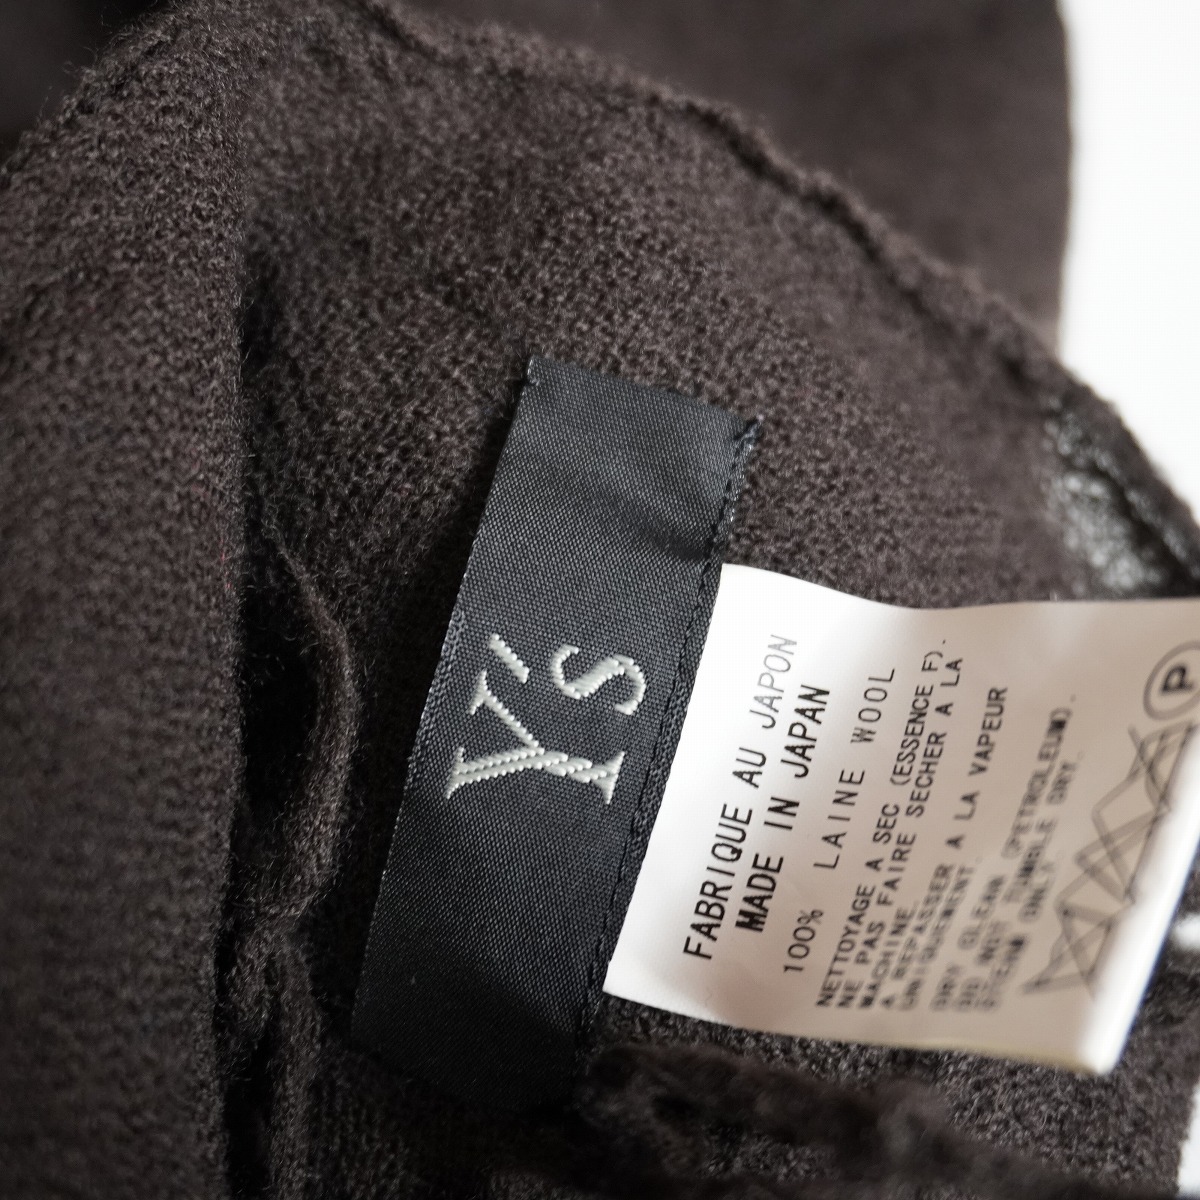 Y's
FABRIQUE AU JAPON
MADE IN JAPAN
100% LAINE WOOL
NETTOYAGE A SEC (ESSENCE F).
NE PAS FAIRE SECHER A LA
MACHINE.
A REPASSER A LA VAPEUR
UNIQUEMENT.
DRY CLEAN (PETROLEUM).
DO NOT TUMBLE DRY.
STEAM ONLY.
P